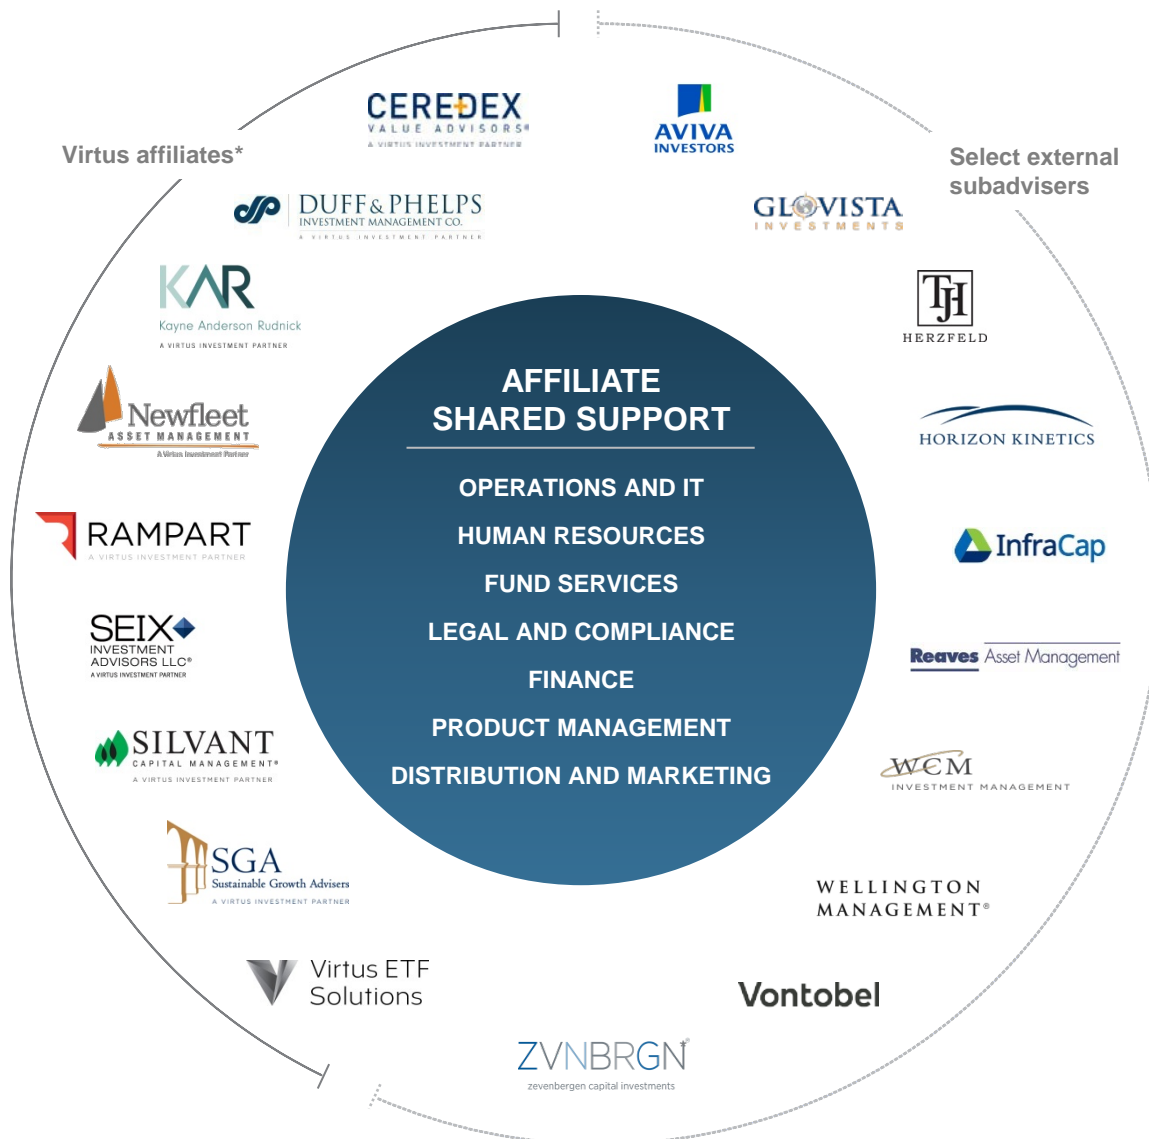 Virtus affiliates*
CEREDEX
VALUE ADVISORS®
A VIRTUS INVESTMENT PARTNER
dp DUFF & PHELPS
INVESTMENT MANAGEMENT CO.
A VIRTUS INVESTMENT PARTNER
KAR
Kayne Anderson Rudnick
A VIRTUS INVESTMENT PARTNER
Newfleet
ASSET MANAGEMENT
A Virtus Investment Partner
RAMPART
A VIRTUS INVESTMENT PARTNER
SEIX
INVESTMENT
ADVISORS LLC®
A VIRTUS INVESTMENT PARTNER
SILVANT
CAPITAL MANAGEMENT®
A VIRTUS INVESTMENT PARTNER
SGA
Sustainable Growth Advisers
A VIRTUS INVESTMENT PARTNER
Virtus ETF
Solutions
AFFILIATE
SHARED SUPPORT
OPERATIONS AND IT
HUMAN RESOURCES
FUND SERVICES
LEGAL AND COMPLIANCE
FINANCE
PRODUCT MANAGEMENT
DISTRIBUTION AND MARKETING
Select external
subadvisers
AVIVA
INVESTORS
GLOVISTA
INVESTMENTS
TJH
HERZFELD
HORIZON KINETICS
InfraCap
Reaves Asset Management
WCM
INVESTMENT MANAGEMENT
WELLINGTON
MANAGEMENT®
Vontobel
ZVNBRGN®
zevenbergen capital investments